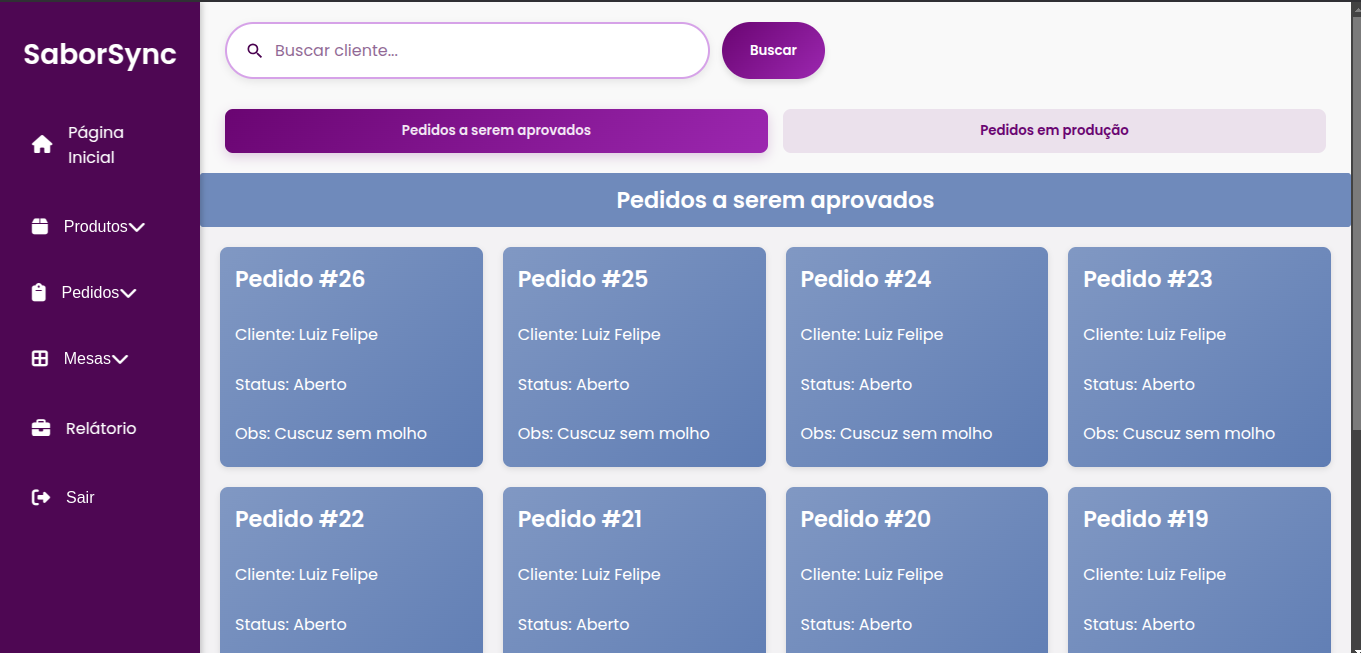 SaborSync
Página
Inicial
Produtos
Pedidos
Mesas
Relátorio
Sair
Buscar cliente...
Buscar
Pedidos a serem aprovados
Pedidos em produção
Pedidos a serem aprovados
Pedido #26
Cliente: Luiz Felipe
Status: Aberto
Obs: Cuscuz sem molho
Pedido #25
Cliente: Luiz Felipe
Status: Aberto
Obs: Cuscuz sem molho
Pedido #24
Cliente: Luiz Felipe
Status: Aberto
Obs: Cuscuz sem molho
Pedido #23
Cliente: Luiz Felipe
Status: Aberto
Obs: Cuscuz sem molho
Pedido #22
Cliente: Luiz Felipe
Status: Aberto
Pedido #21
Cliente: Luiz Felipe
Status: Aberto
Pedido #20
Cliente: Luiz Felipe
Status: Aberto
Pedido #19
Cliente: Luiz Felipe
Status: Aberto